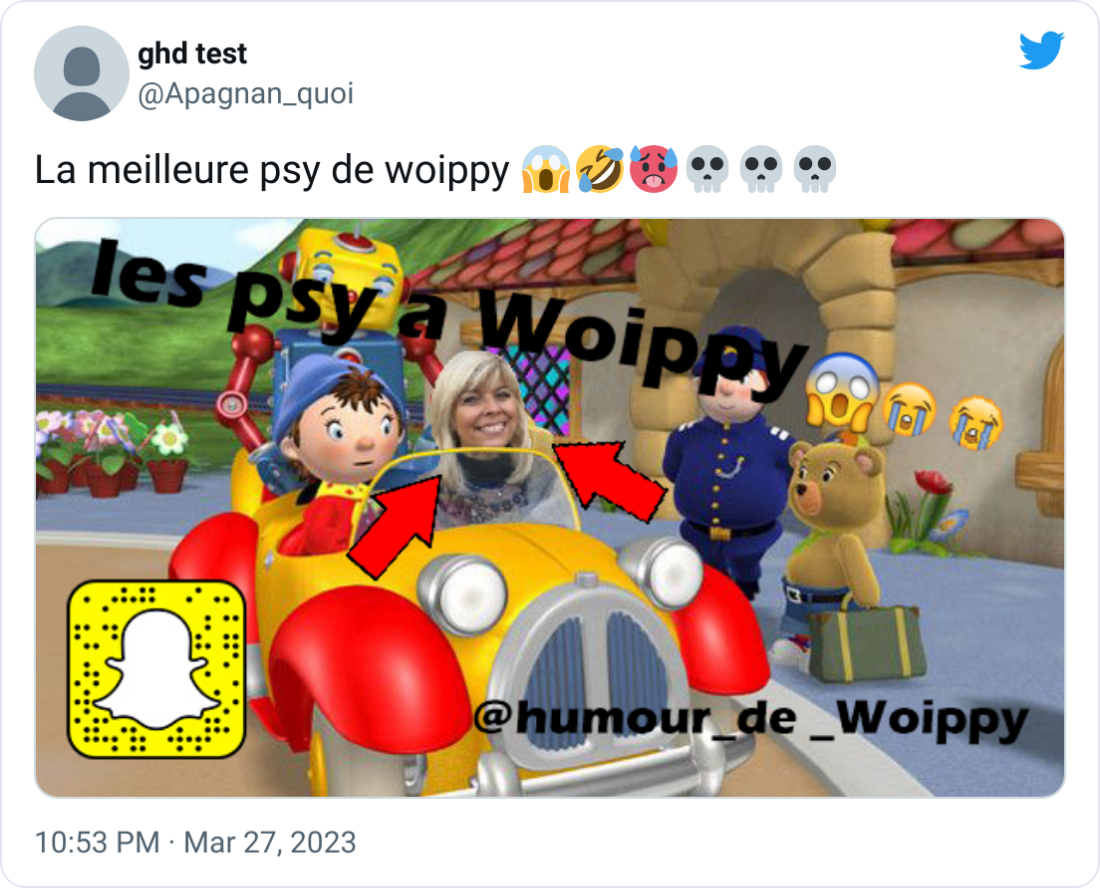 ghd test
@Apagnan_quoi
La meilleure psy de woippy 😱🤣🥵💀💀💀
les psy a Woippy😱😭😭
@humour_de _Woippy
10:53 PM · Mar 27, 2023